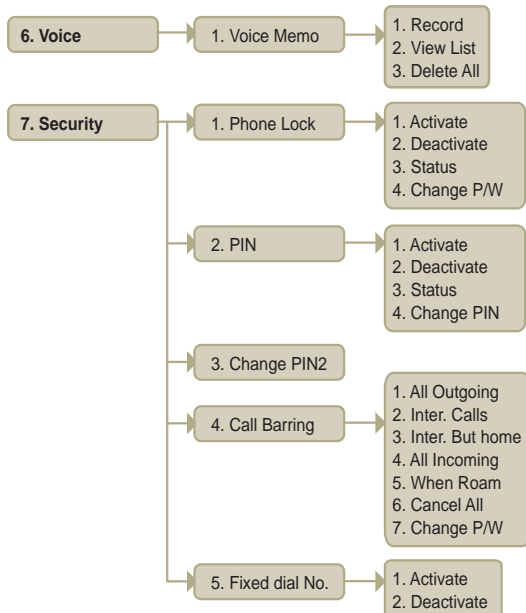 6. Voice
1. Voice Memo
1. Record
2. View List
3. Delete All
7. Security
1. Phone Lock
1. Activate
2. Deactivate
3. Status
4. Change P/W
2. PIN
1. Activate
2. Deactivate
3. Status
4. Change PIN
3. Change PIN2
4. Call Barring
1. All Outgoing
2. Inter. Calls
3. Inter. But home
4. All Incoming
5. When Roam
6. Cancel All
7. Change P/W
5. Fixed dial No.
1. Activate
2. Deactivate